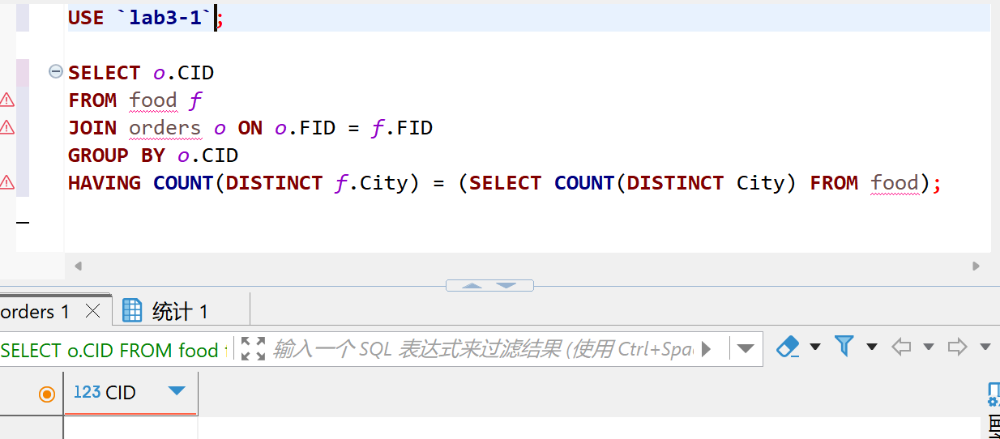 USE `lab3-1`;
SELECT o.CID
FROM food f
JOIN orders o ON o.FID = f.FID
GROUP BY o.CID
HAVING COUNT(DISTINCT f.City) = (SELECT COUNT(DISTINCT City) FROM food);
orders 1 统计 1
SELECT o.CID FROM food 输入一个 SQL 表达式来过滤结果 (使用 Ctrl+Spa
123 CID